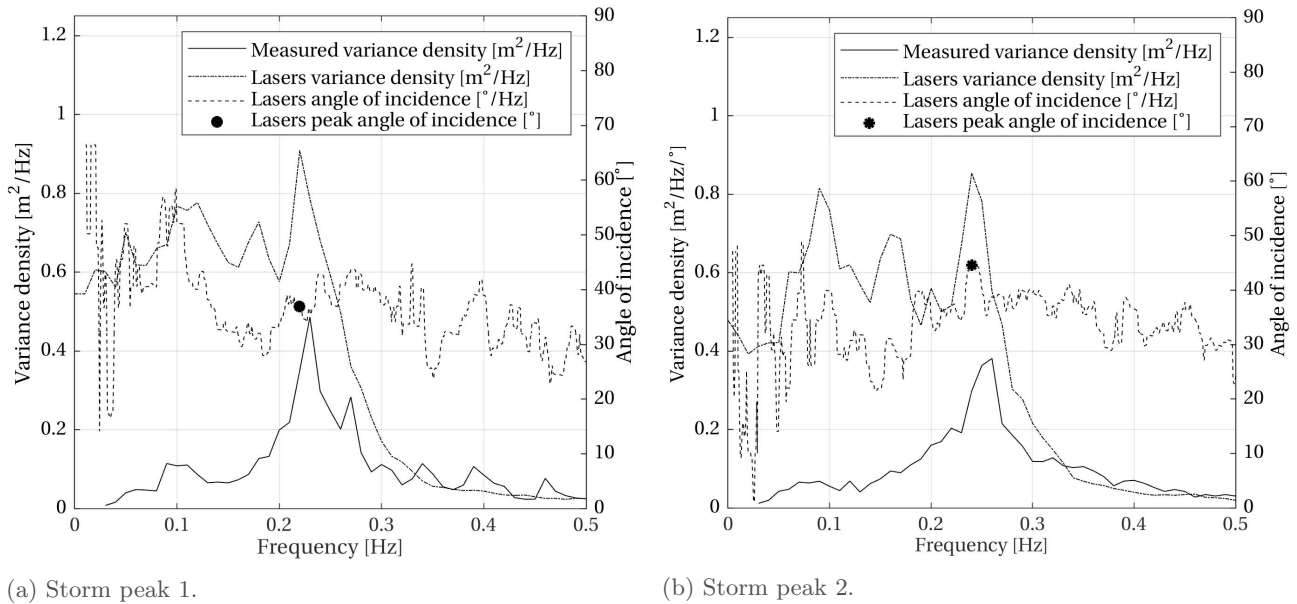 1.2
1
0.8
0.6
0.4
0.2
0
Variance density [m²/Hz]
Measured variance density [m²/Hz]
Lasers variance density [m²/Hz]
Lasers angle of incidence [°/Hz]
Lasers peak angle of incidence [°]
90
80
70
60
50
40
30
20
10
0
Angle of incidence [°]
0 0.1 0.2 0.3 0.4 0.5
Frequency [Hz]
(a) Storm peak 1.
1.2
1
0.8
0.6
0.4
0.2
0
Variance density [m²/Hz/°]
Measured variance density [m²/Hz]
Lasers variance density [m²/Hz]
Lasers angle of incidence [°/Hz]
Lasers peak angle of incidence [°]
90
80
70
60
50
40
30
20
10
0
Angle of incidence [°]
0 0.1 0.2 0.3 0.4 0.5
Frequency [Hz]
(b) Storm peak 2.